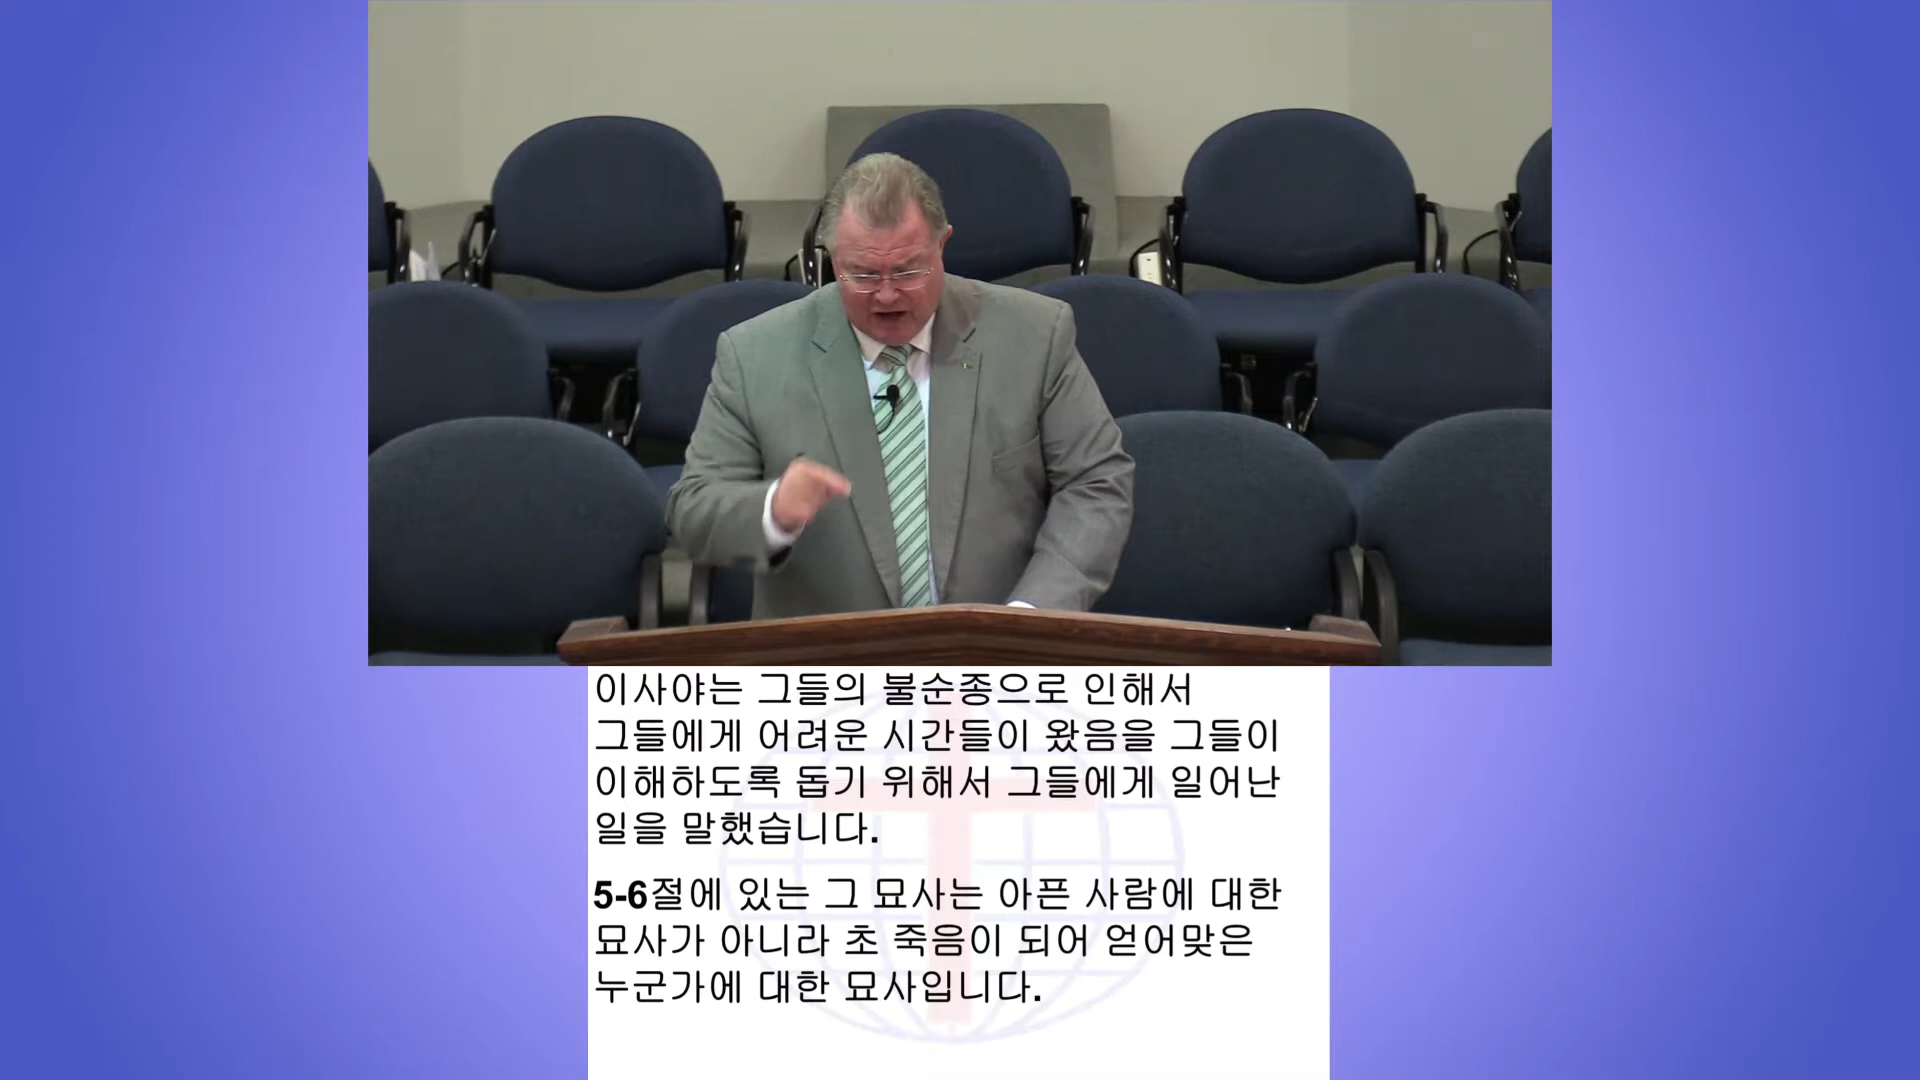 이사야는 그들의 불순종으로 인해서
그들에게 어려운 시간들이 왔음을 그들이
이해하도록 돕기 위해서 그들에게 일어난
일을 말했습니다.
5-6절에 있는 그 묘사는 아픈 사람에 대한
묘사가 아니라 초 죽음이 되어 얻어맞은
누군가에 대한 묘사입니다.